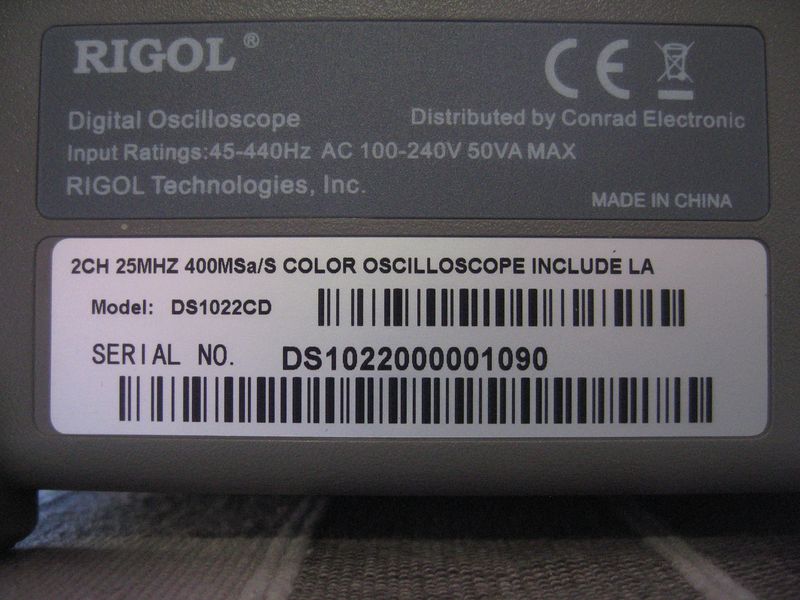 RIGOL®
CE
Digital Oscilloscope
Distributed by Conrad Electronic
Input Ratings:45-440Hz AC 100-240V 50VA MAX
RIGOL Technologies, Inc.
MADE IN CHINA
2CH 25MHZ 400MSa/S COLOR OSCILLOSCOPE INCLUDE LA
Model: DS1022CD
SERIAL NO. DS1022000001090